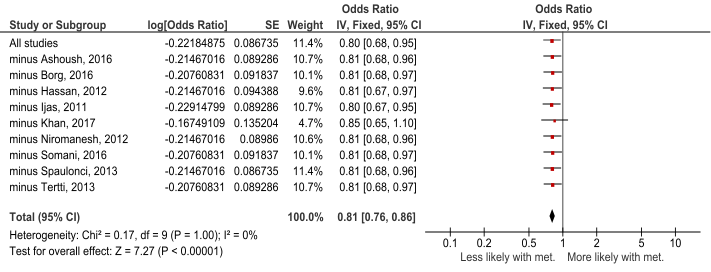 Odds Ratio Odds Ratio
Study or Subgroup log[Odds Ratio] SE Weight IV, Fixed, 95% CI IV, Fixed, 95% CI
All studies -0.22184875 0.086735 11.4% 0.80 [0.68, 0.95]
minus Ashoush, 2016 -0.21467016 0.089286 10.7% 0.81 [0.68, 0.96]
minus Borg, 2016 -0.20760831 0.091837 10.7% 0.81 [0.68, 0.97]
minus Hassan, 2012 -0.21467016 0.094388 9.6% 0.81 [0.67, 0.97]
minus Ijas, 2011 -0.22914799 0.089286 10.7% 0.80 [0.67, 0.95]
minus Khan, 2017 -0.16749109 0.135204 4.7% 0.85 [0.65, 1.10]
minus Niromanesh, 2012 -0.21467016 0.08986 10.6% 0.81 [0.68, 0.96]
minus Somani, 2016 -0.20760831 0.091837 10.7% 0.81 [0.68, 0.97]
minus Spaulonci, 2013 -0.21467016 0.086735 11.4% 0.81 [0.68, 0.96]
minus Tertti, 2013 -0.20760831 0.089286 10.7% 0.81 [0.68, 0.97]
Total (95% CI) 100.0% 0.81 [0.76, 0.86]
Heterogeneity: Chi² = 0.17, df = 9 (P = 1.00); I² = 0%
Test for overall effect: Z = 7.27 (P < 0.00001)
0.1 0.2 0.5 1 2 5 10
Less likely with met. More likely with met.